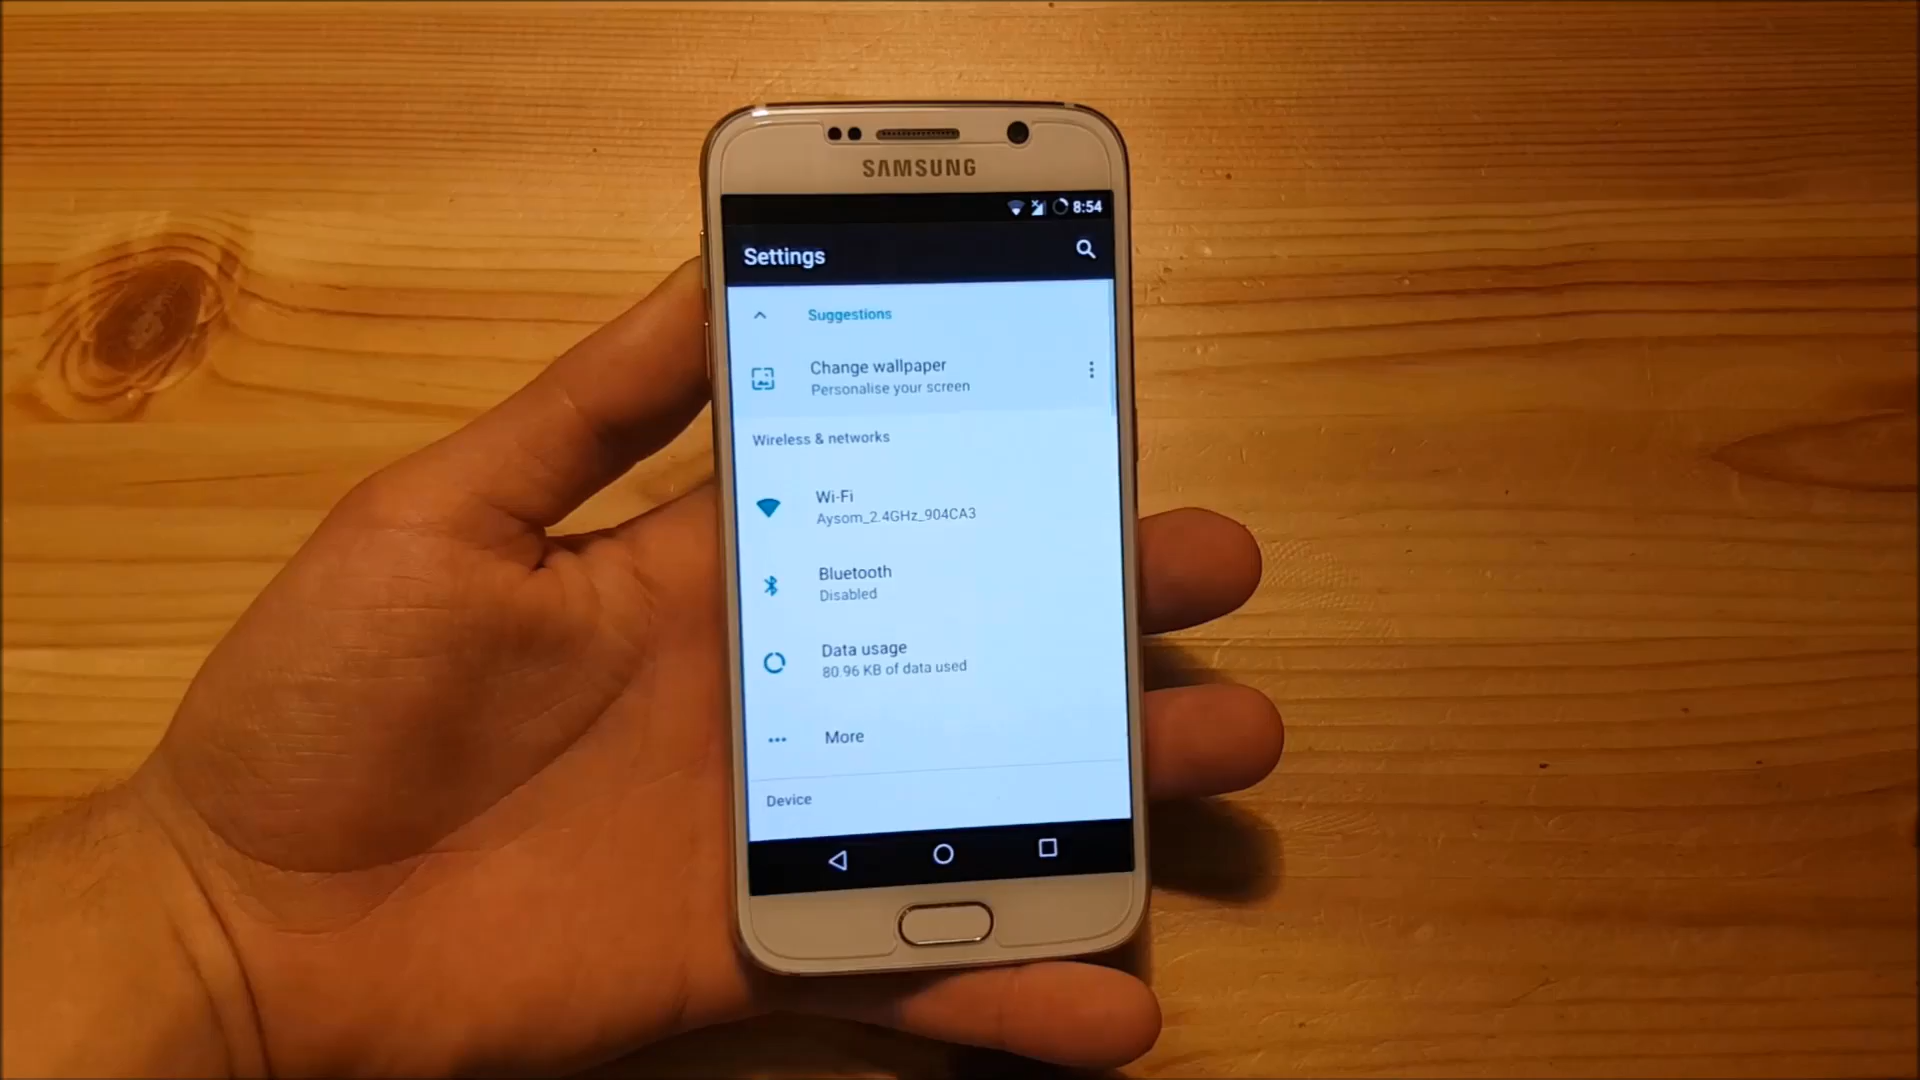 SAMSUNG
8:54
Settings
Suggestions
Change wallpaper
Personalise your screen
Wireless & networks
Wi-Fi
Aysom_2.4GHz_904CA3
Bluetooth
Disabled
Data usage
80.96 KB of data used
More
Device